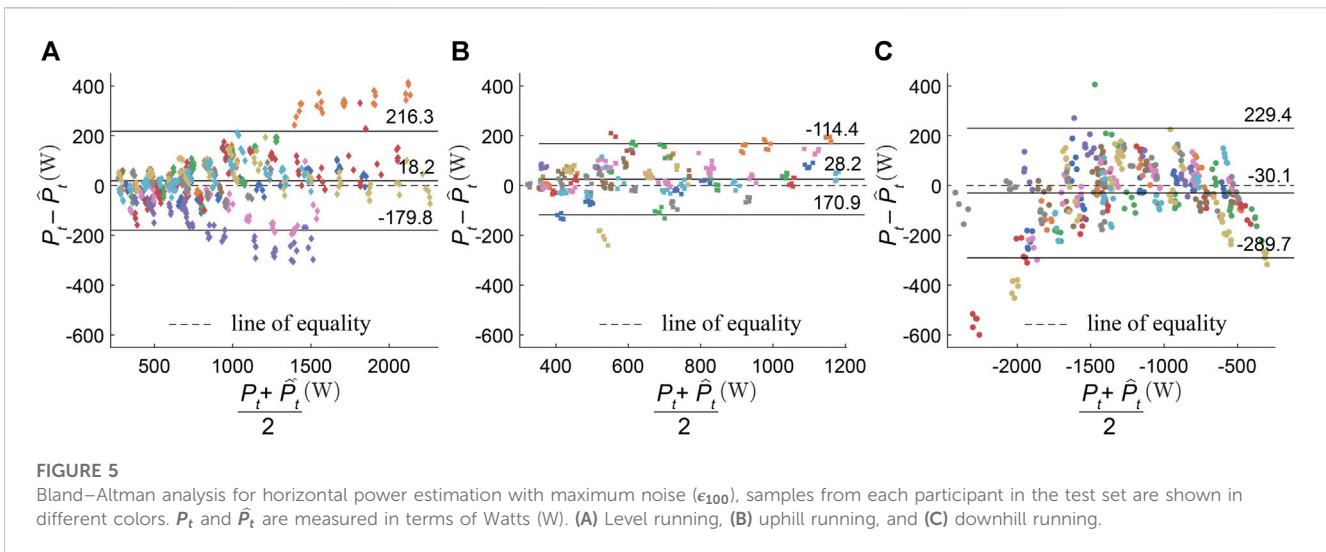 A
B
C
400
200
0
-200
-400
-600
216.3
18.2
-179.8
line of equality
500 1000 1500 2000
P_t − P̂_t (W)
P_t + P̂_t (W)
2
400
200
0
-200
-400
-600
-114.4
28.2
170.9
line of equality
400 600 800 1000 1200
P_t − P̂_t (W)
P_t + P̂_t (W)
2
400
200
0
-200
-400
-600
229.4
-30.1
-289.7
line of equality
-2000 -1500 -1000 -500
P_t − P̂_t (W)
P_t + P̂_t (W)
2
FIGURE 5
Bland–Altman analysis for horizontal power estimation with maximum noise (ϵ₁₀₀), samples from each participant in the test set are shown in
different colors. P_t and P̂_t are measured in terms of Watts (W). (A) Level running, (B) uphill running, and (C) downhill running.